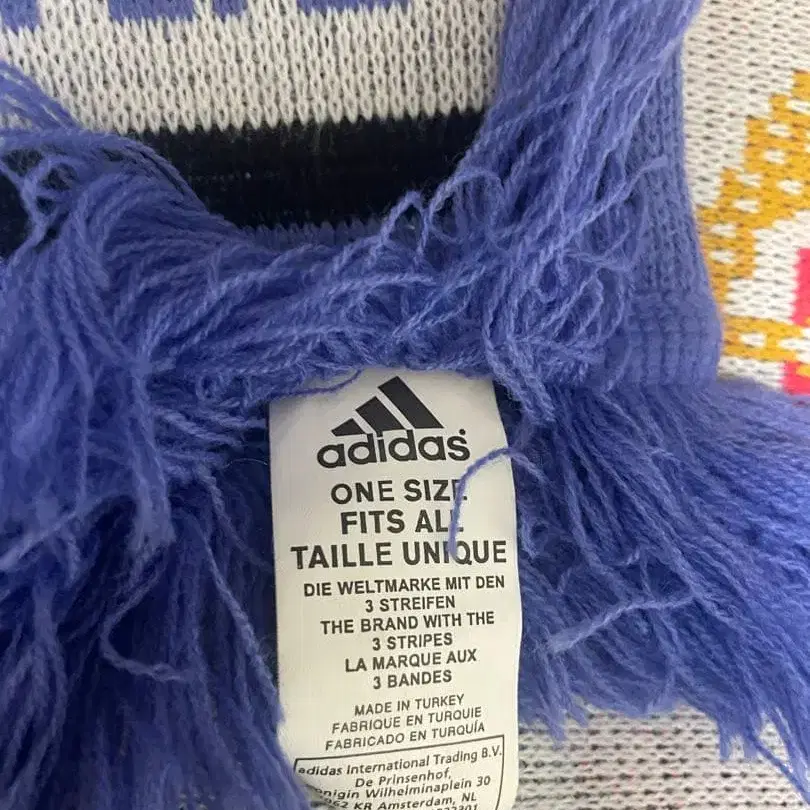 adidas
ONE SIZE
FITS ALL
TAILLE UNIQUE
DIE WELTMARKE MIT DEN
3 STREIFEN
THE BRAND WITH THE
3 STRIPES
LA MARQUE AUX
3 BANDES
MADE IN TURKEY
FABRIQUE EN TURQUIE
FABRICADO EN TURQUÍA
adidas International Trading B.V.
De Prinsenhof,
Wilhelminaplein 30
KR Amsterdam, NL